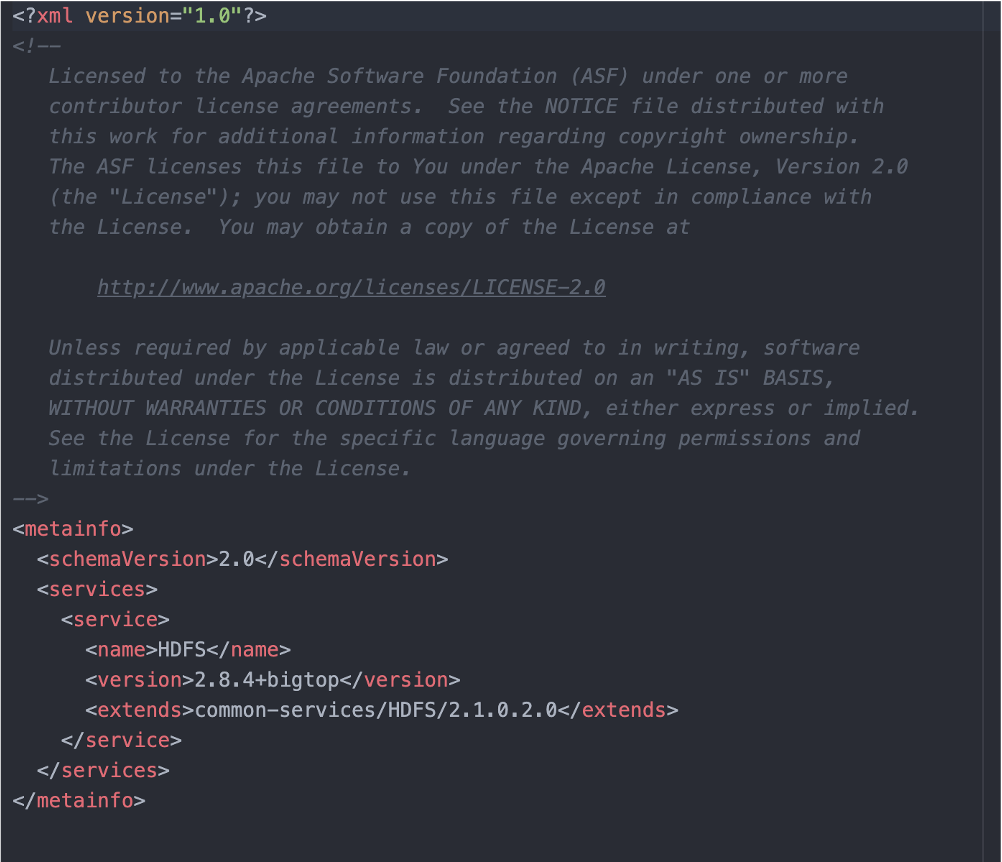 <?xml version="1.0"?>
<!--
Licensed to the Apache Software Foundation (ASF) under one or more
contributor license agreements.  See the NOTICE file distributed with
this work for additional information regarding copyright ownership.
The ASF licenses this file to You under the Apache License, Version 2.0
(the "License"); you may not use this file except in compliance with
the License.  You may obtain a copy of the License at
http://www.apache.org/licenses/LICENSE-2.0
Unless required by applicable law or agreed to in writing, software
distributed under the License is distributed on an "AS IS" BASIS,
WITHOUT WARRANTIES OR CONDITIONS OF ANY KIND, either express or implied.
See the License for the specific language governing permissions and
limitations under the License.
-->
<metainfo>
<schemaVersion>2.0</schemaVersion>
<services>
<service>
<name>HDFS</name>
<version>2.8.4+bigtop</version>
<extends>common-services/HDFS/2.1.0.2.0</extends>
</service>
</services>
</metainfo>